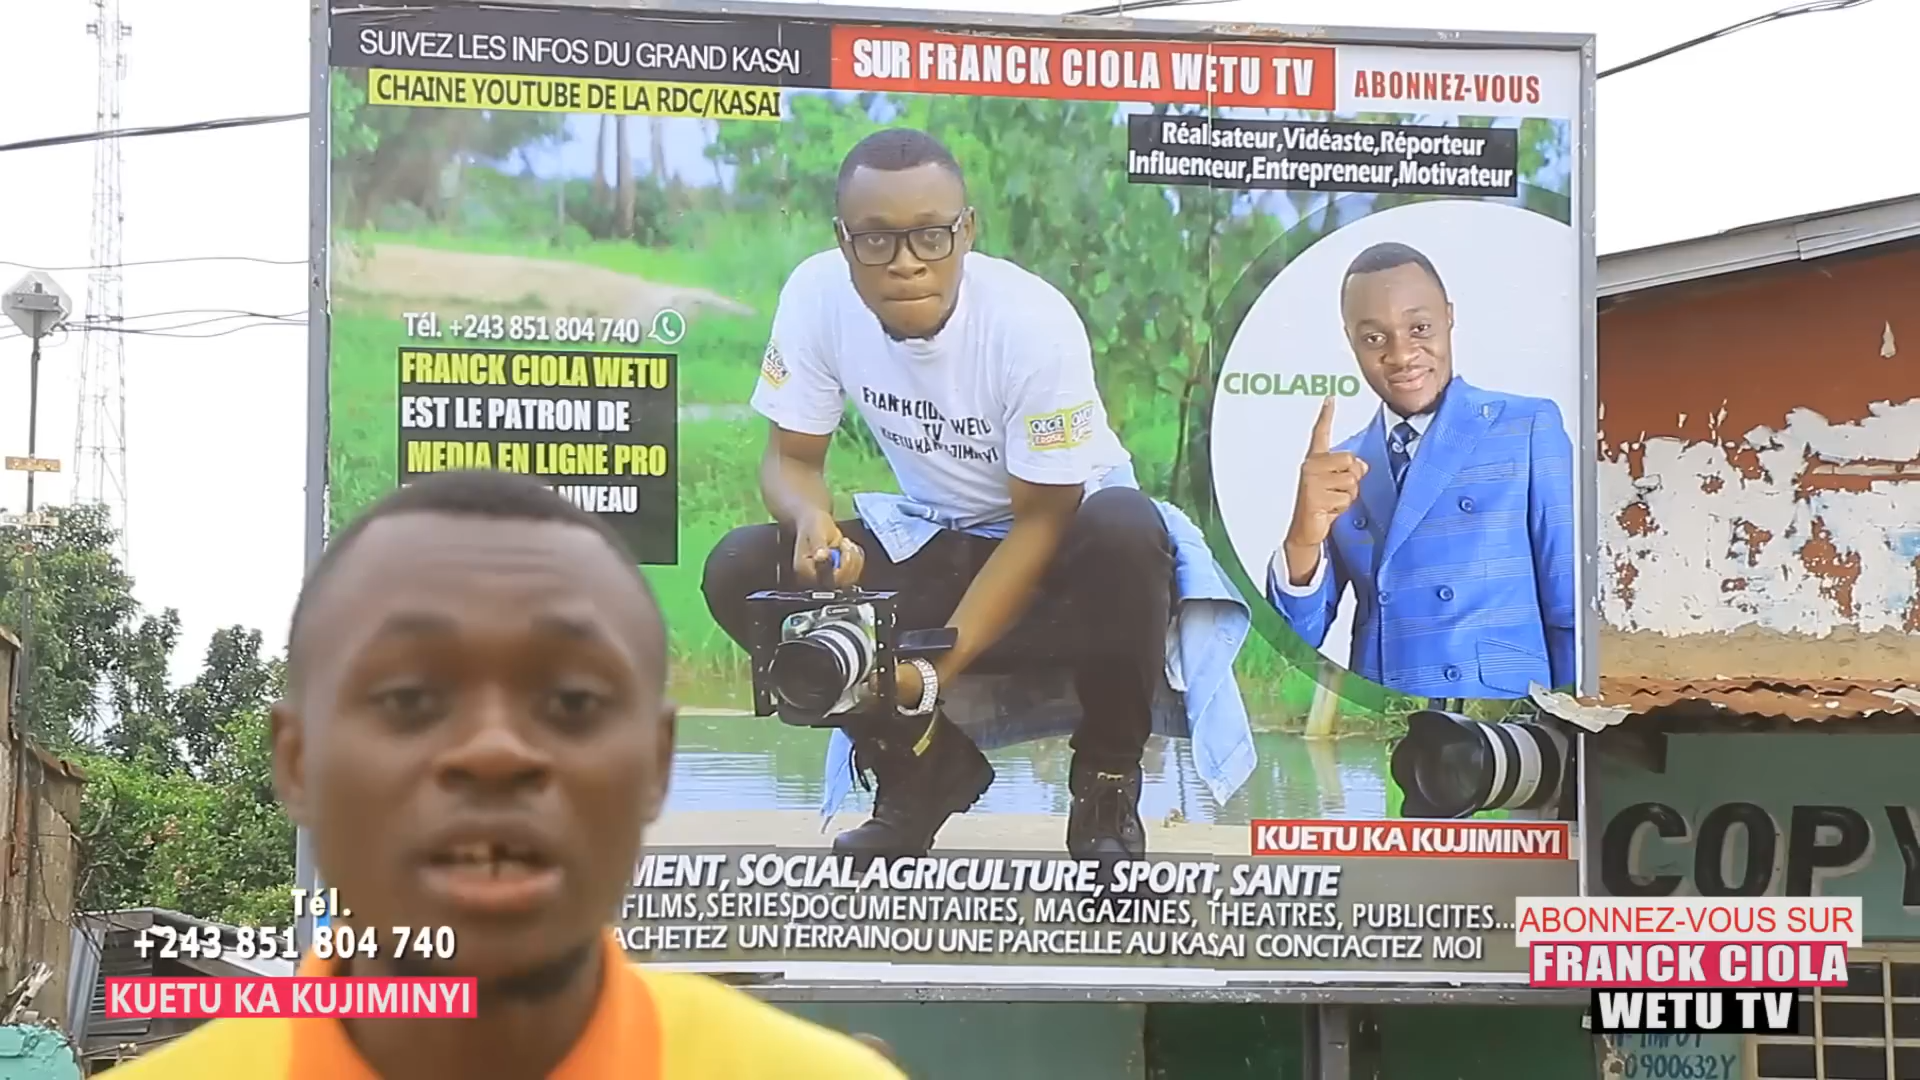 SUIVEZ LES INFOS DU GRAND KASAI
SUR FRANCK CIOLA WETU TV
ABONNEZ-VOUS
CHAINE YOUTUBE DE LA RDC/KASAI
Réalisateur,Vidéaste,Réporteur
Influenceur,Entrepreneur,Motivateur
Tél. +243 851 804 740
FRANCK CIOLA WETU
EST LE PATRON DE
MEDIA EN LIGNE PRO
NIVEAU
CIOLABIO
KUETU KA KUJIMINYI
MENT, SOCIAL,AGRICULTURE, SPORT, SANTE
FILMS,SERIESDOCUMENTAIRES, MAGAZINES, THEATRES, PUBLICITES...
ACHETEZ UN TERRAINOU UNE PARCELLE AU KASAI CONCTACTEZ MOI
COPY
0900632Y
Tél.
+243 851 804 740
KUETU KA KUJIMINYI
ABONNEZ-VOUS SUR
FRANCK CIOLA
WETU TV